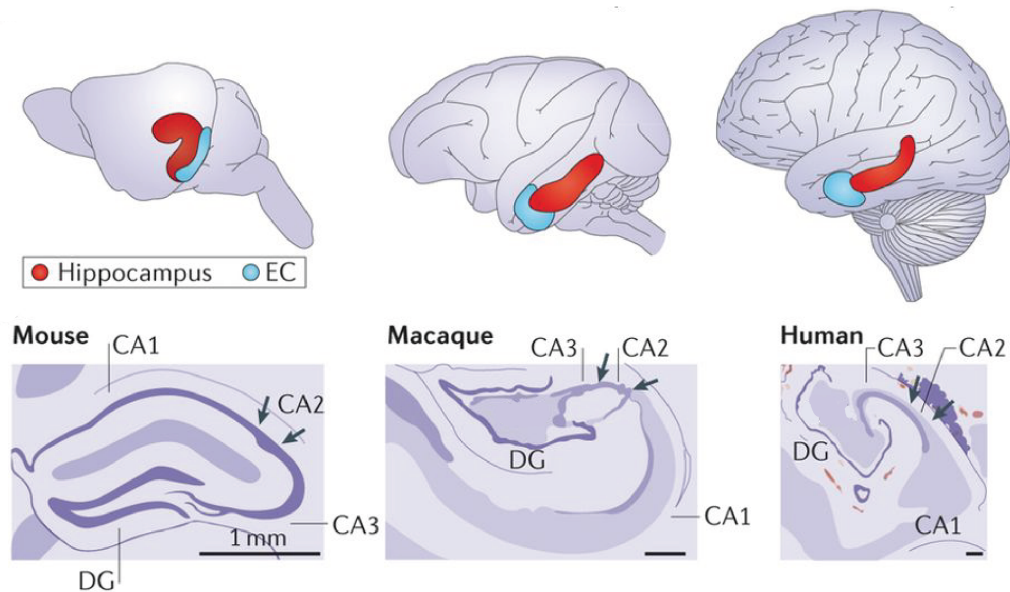 Hippocampus EC
Mouse
CA1
CA2
CA3
1 mm
DG
Macaque
CA3 CA2
DG
CA1
Human
CA3
CA2
DG
CA1